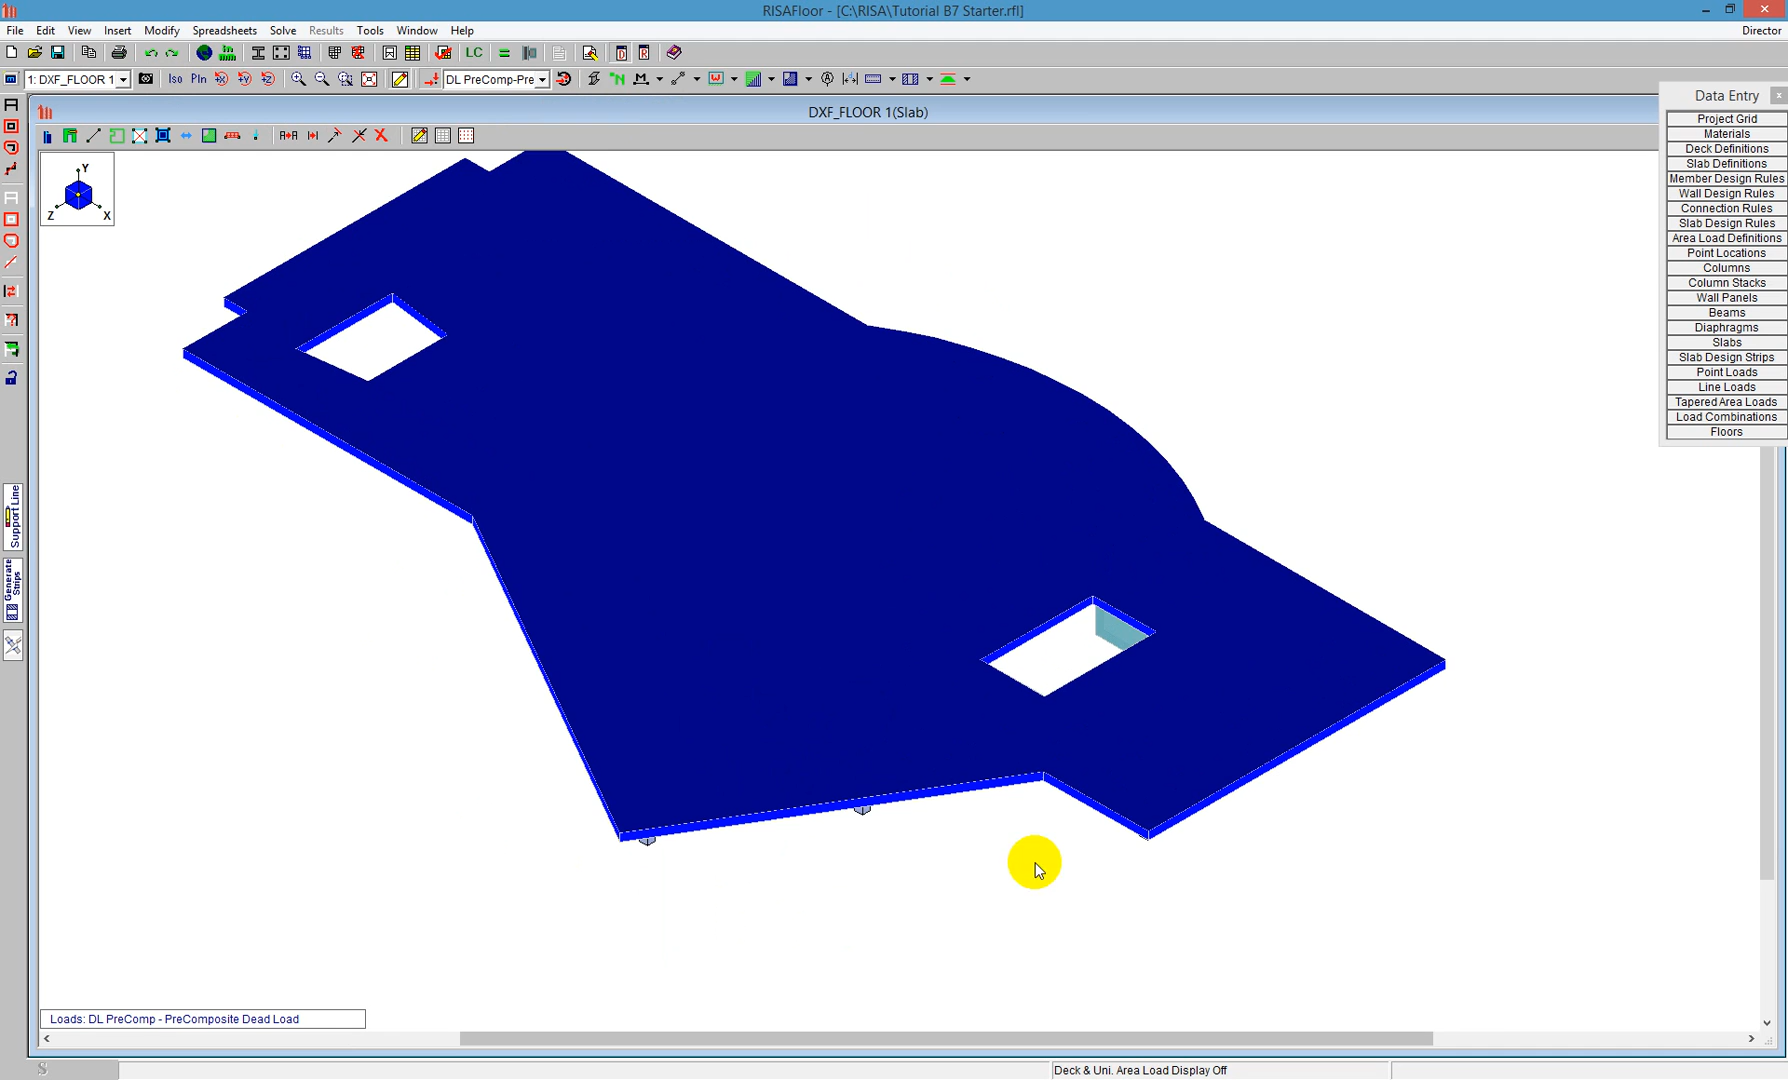 RISAFloor - [C:\RISA\Tutorial B7 Starter.rfl]
File Edit View Insert Modify Spreadsheets Solve Results Tools Window Help
Director
LC
1: DXF_FLOOR 1
Iso Pln
DL PreComp-Pre
DXF_FLOOR 1(Slab)
Data Entry
Project Grid
Materials
Deck Definitions
Slab Definitions
Member Design Rules
Wall Design Rules
Connection Rules
Slab Design Rules
Area Load Definitions
Point Locations
Columns
Column Stacks
Wall Panels
Beams
Diaphragms
Slabs
Slab Design Strips
Point Loads
Line Loads
Tapered Area Loads
Load Combinations
Floors
Y
Z
X
Support Line
Generate
Strips
Loads: DL PreComp - PreComposite Dead Load
S
Deck & Uni. Area Load Display Off